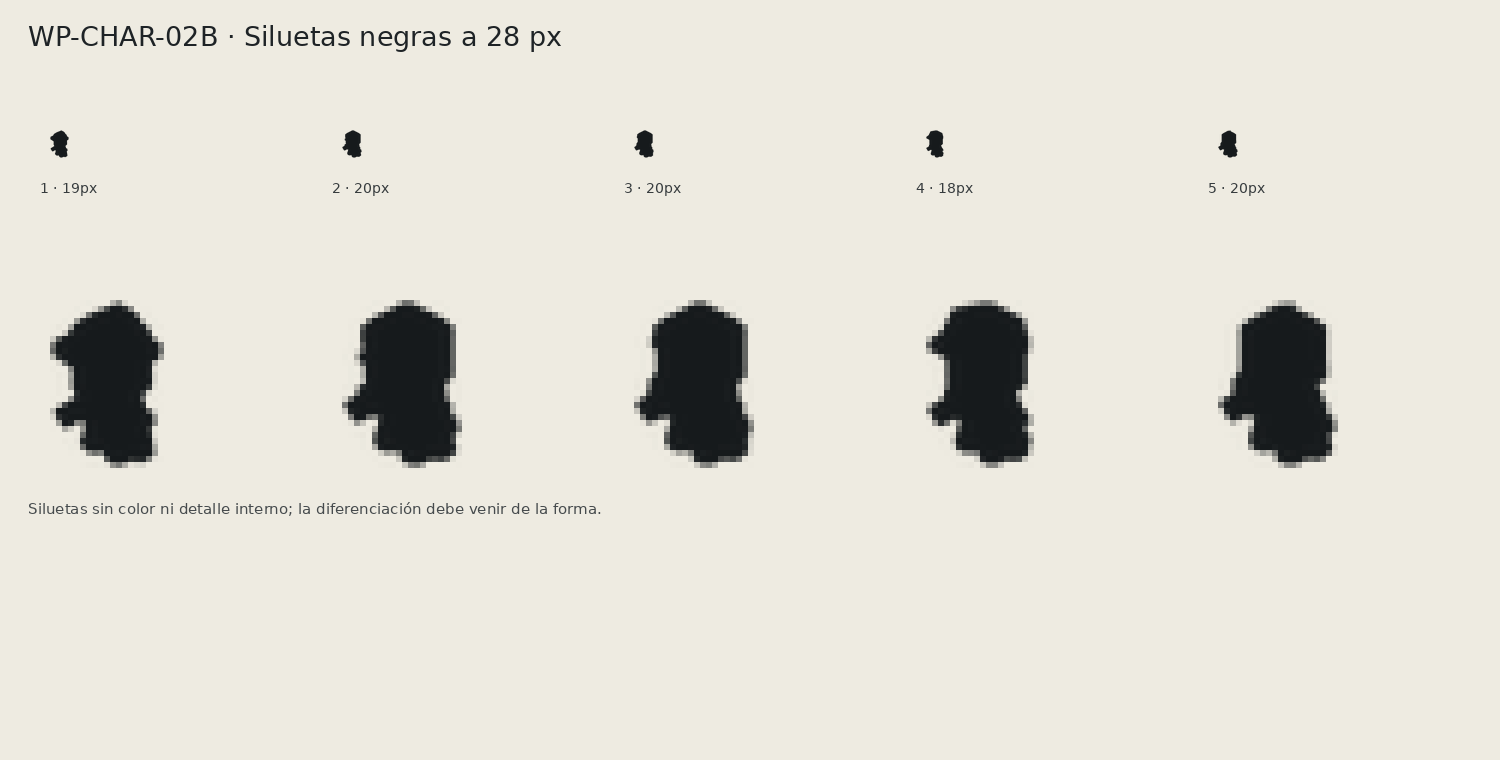 WP-CHAR-02B · Siluetas negras a 28 px
1 · 19px
2 · 20px
3 · 20px
4 · 18px
5 · 20px
Siluetas sin color ni detalle interno; la diferenciación debe venir de la forma.